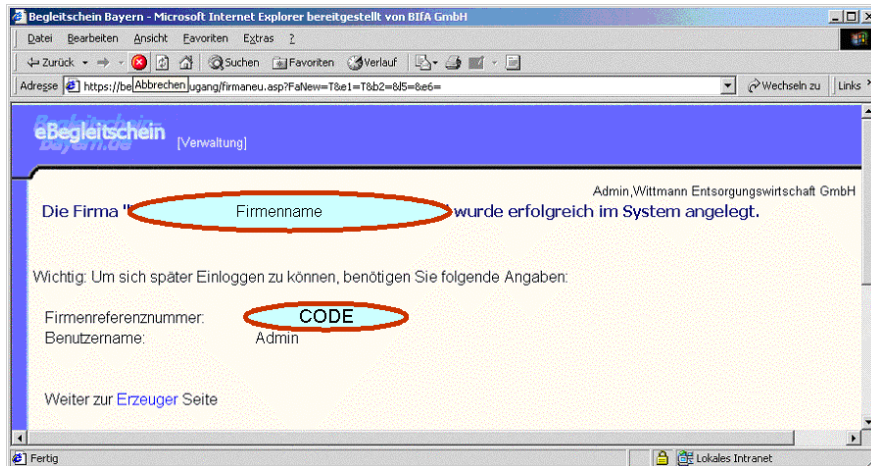 Begleitschein Bayern - Microsoft Internet Explorer bereitgestellt von BIfA GmbH
Datei Bearbeiten Ansicht Favoriten Extras ?
Zurück Suchen Favoriten Verlauf
Adresse https://be Abbrechen ugang/firmaneu.asp?FaNew=T&e1=T&b2=&l5=&e6= Wechseln zu Links
eBegleitschein [Verwaltung]
bayern.de
Admin,Wittmann Entsorgungswirtschaft GmbH
Die Firma " Firmenname wurde erfolgreich im System angelegt.
Wichtig: Um sich später Einloggen zu können, benötigen Sie folgende Angaben:
Firmenreferenznummer: CODE
Benutzername: Admin
Weiter zur Erzeuger Seite
Fertig Lokales Intranet